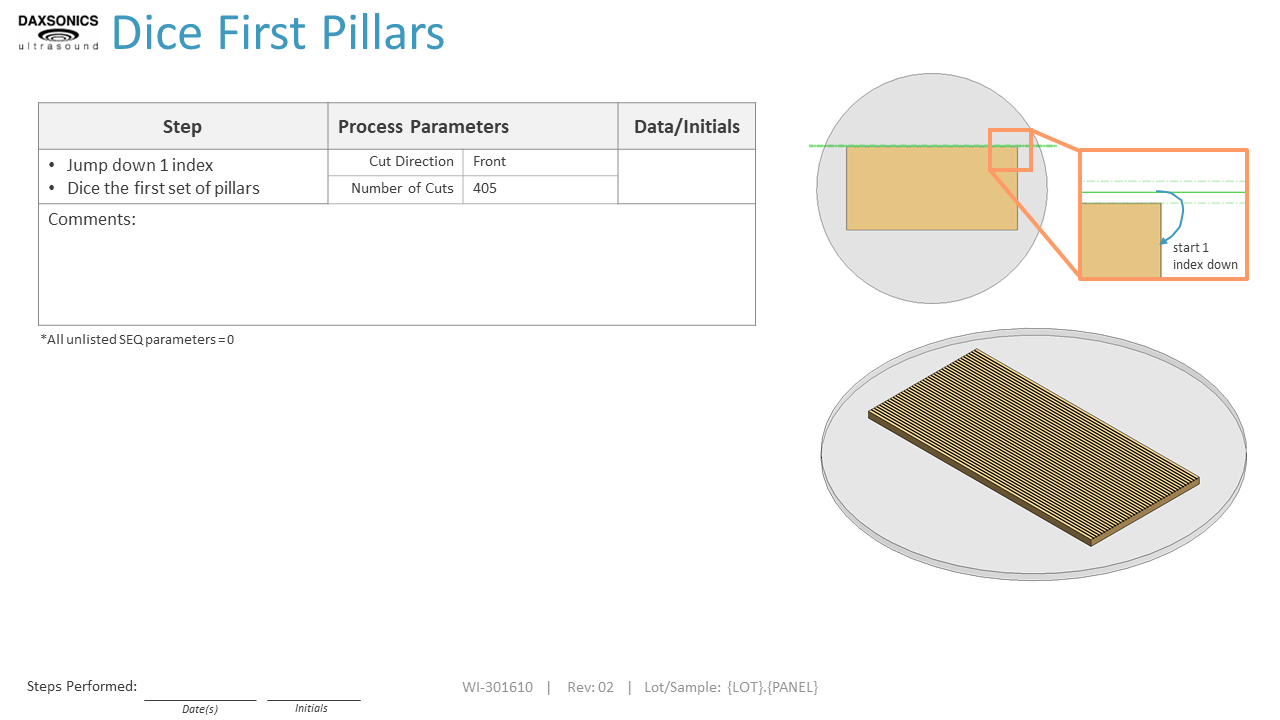 DAXSONICS
ultrasound
Dice First Pillars
Step
Process Parameters
Data/Initials
• Jump down 1 index
• Dice the first set of pillars
Cut Direction
Front
Number of Cuts
405
Comments:
*All unlisted SEQ parameters = 0
start 1
index down
Steps Performed:
Date(s)
Initials
WI-301610 | Rev: 02 | Lot/Sample: {LOT}.{PANEL}